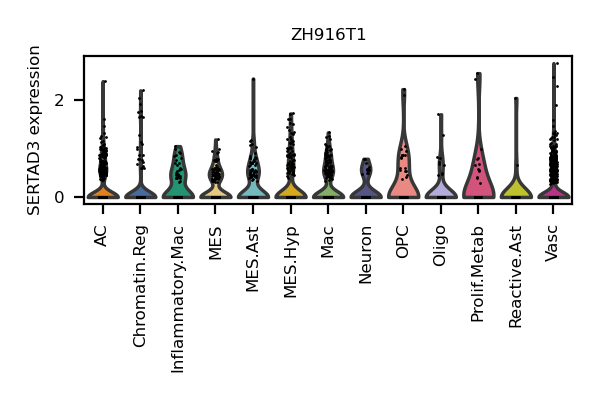 ZH916T1
SERTAD3 expression
2
0
AC
Chromatin.Reg
Inflammatory.Mac
MES
MES.Ast
MES.Hyp
Mac
Neuron
OPC
Oligo
Prolif.Metab
Reactive.Ast
Vasc